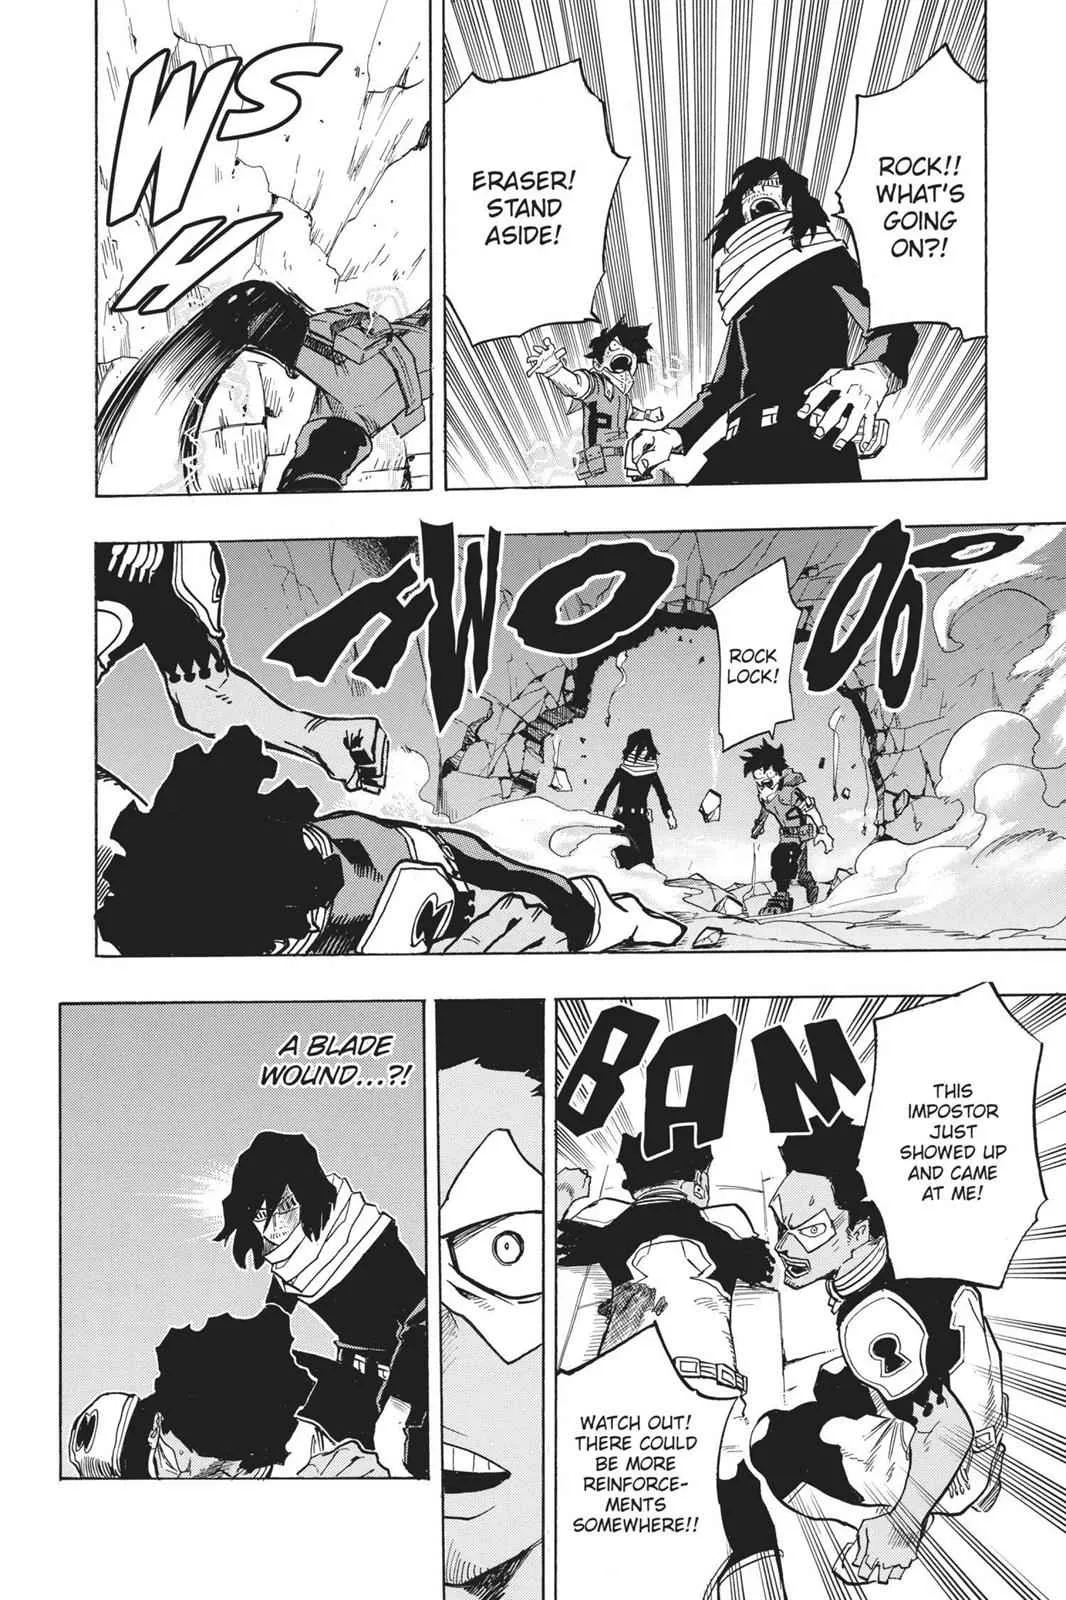 ROCK!!
WHAT'S
GOING
ON?!
ERASER!
STAND
ASIDE!
WSH
ROCK
LOCK!
FWOOOO
THIS
IMPOSTOR
JUST
SHOWED UP
AND CAME
AT ME!
BAM
WATCH OUT!
THERE COULD
BE MORE
REINFORCE-
MENTS
SOMEWHERE!!
A BLADE
WOUND...?!